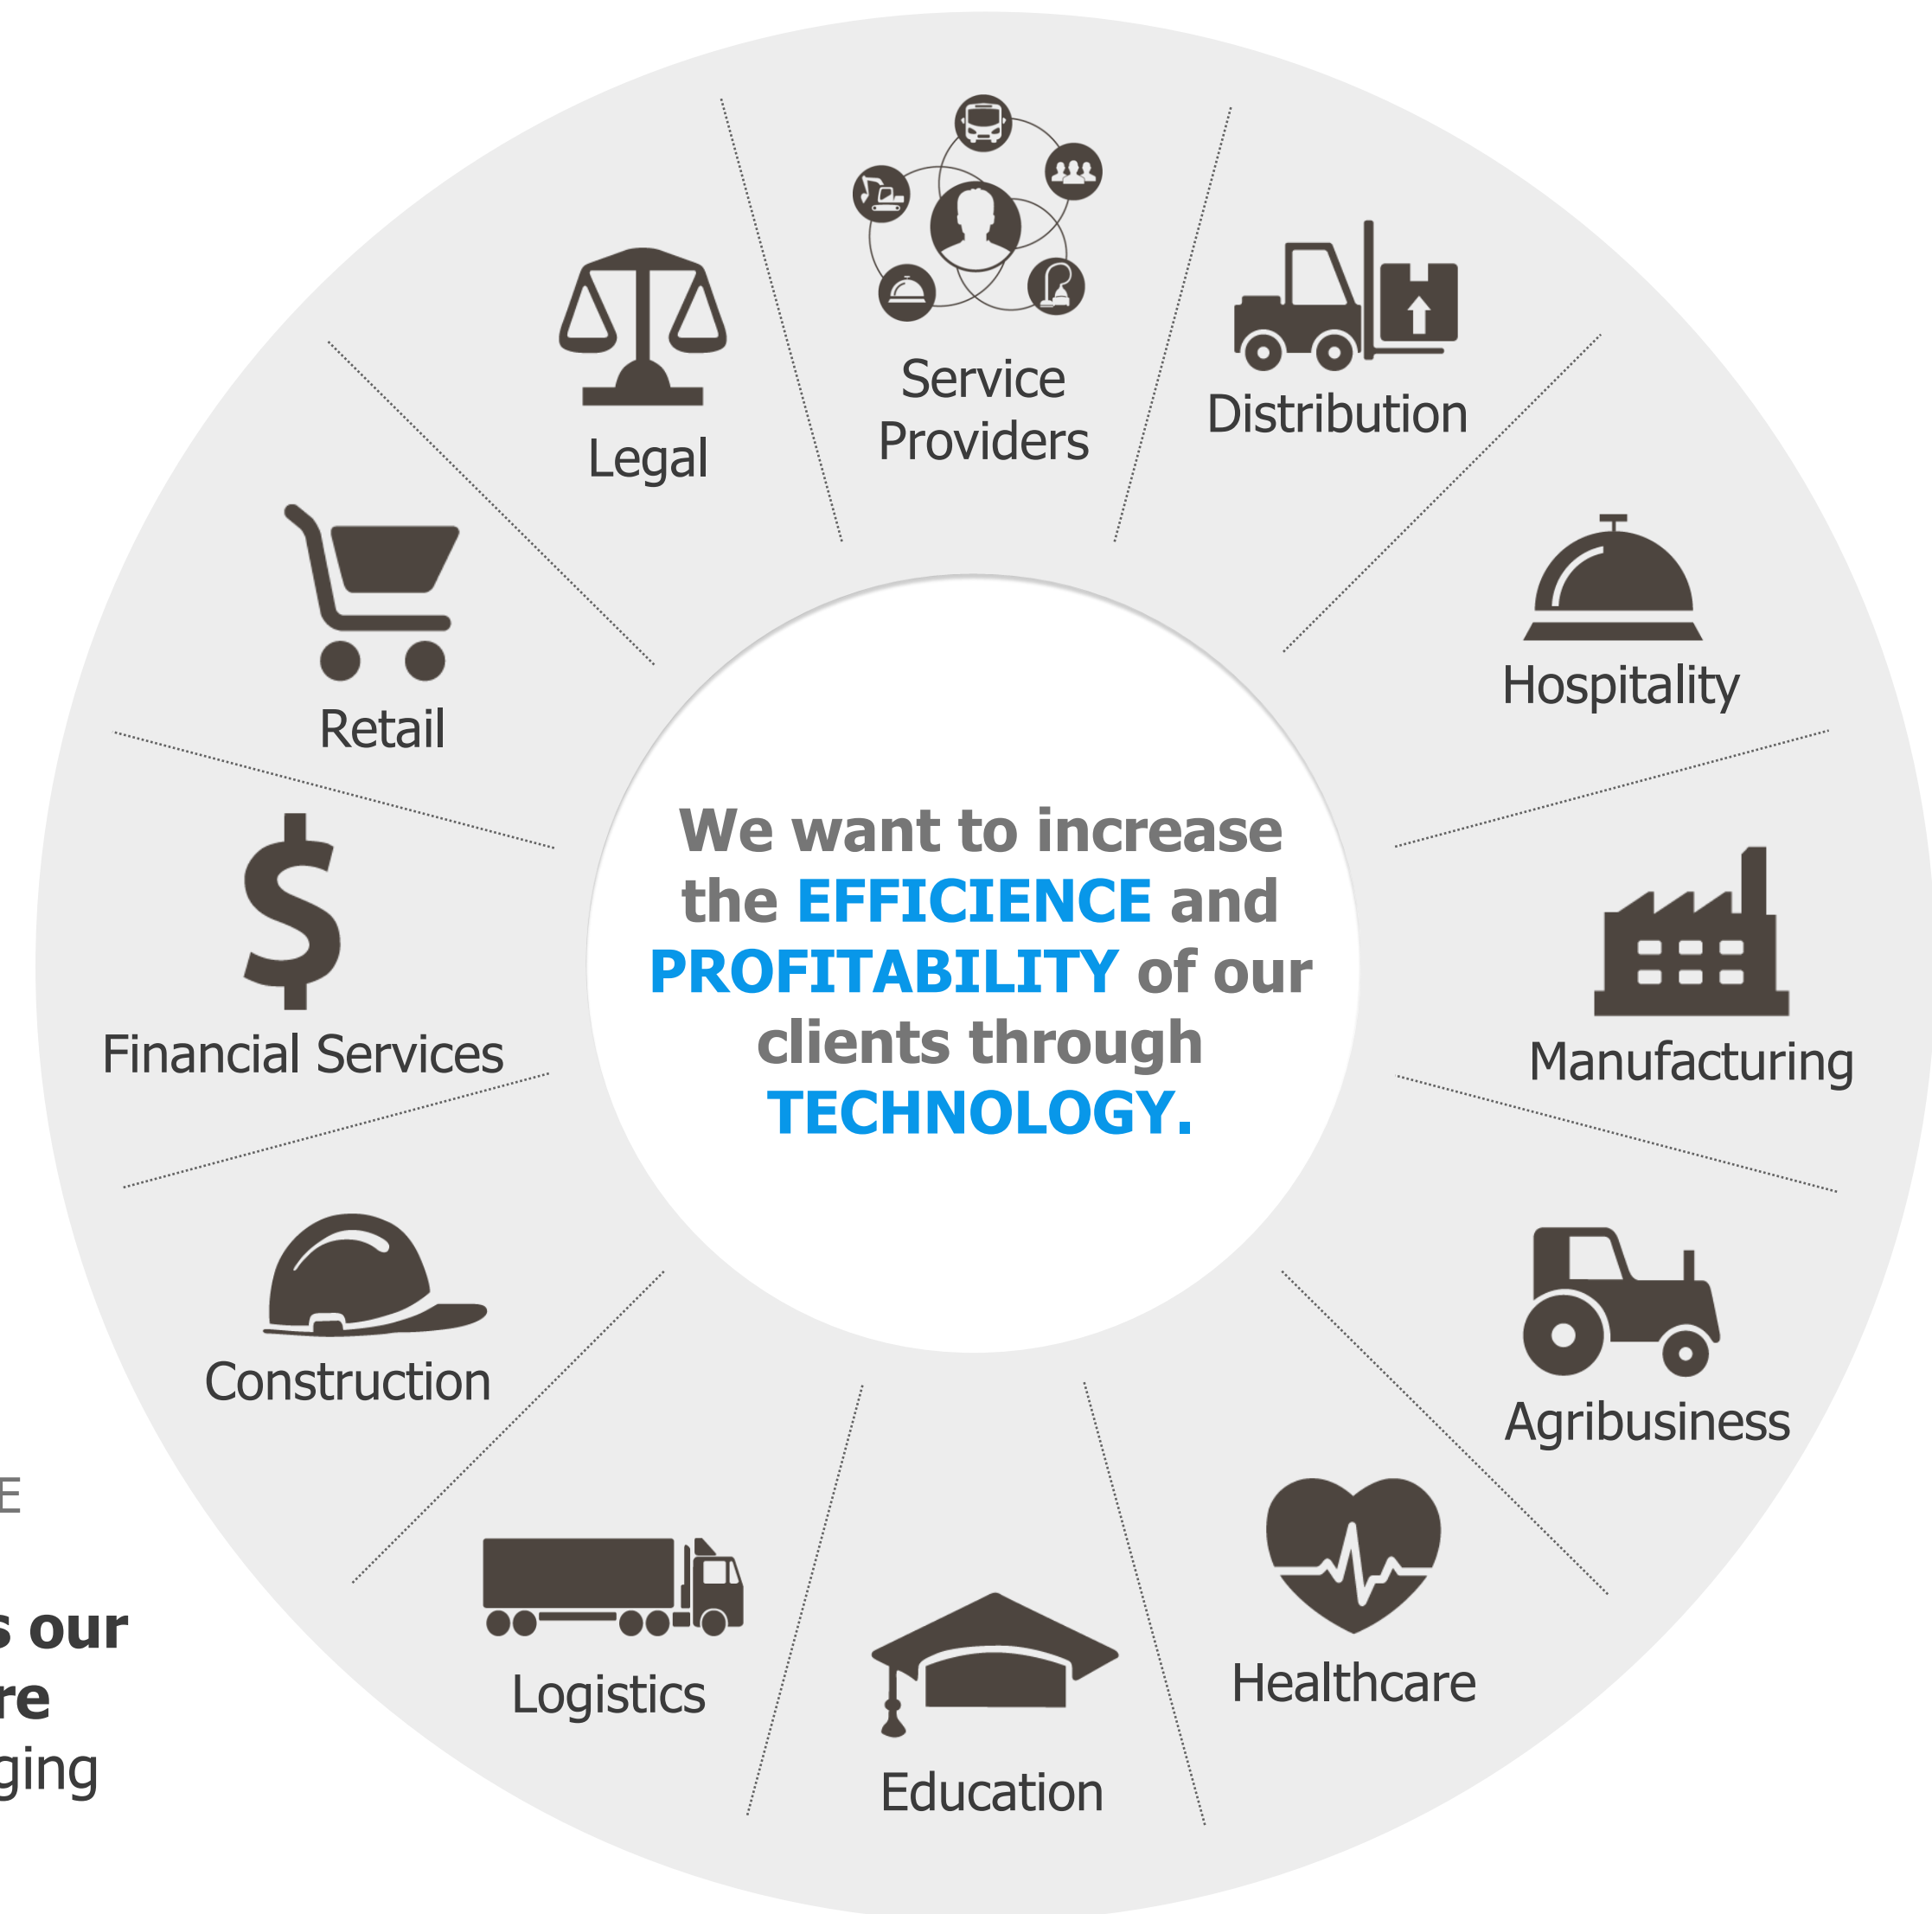 Service
Providers
Distribution
Legal
Hospitality
Retail
We want to increase
the EFFICIENCE and
PROFITABILITY of our
clients through
TECHNOLOGY.
Financial Services
Manufacturing
Construction
Agribusiness
Logistics
Healthcare
Education
E
s our
re
ging